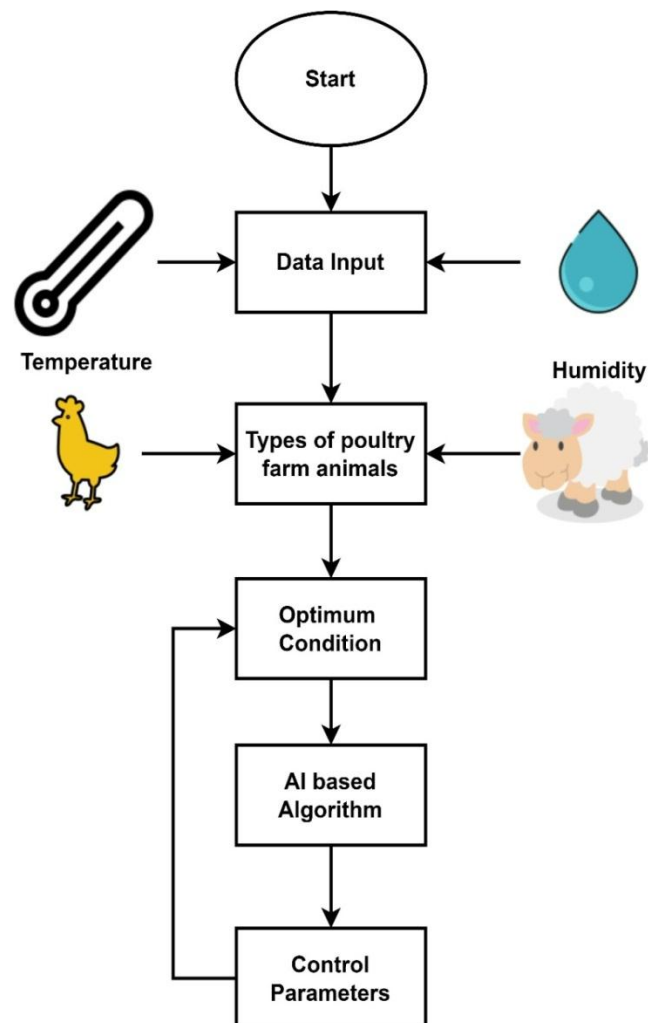 Start
Data Input
Temperature
Humidity
Types of poultry
farm animals
Optimum
Condition
AI based
Algorithm
Control
Parameters